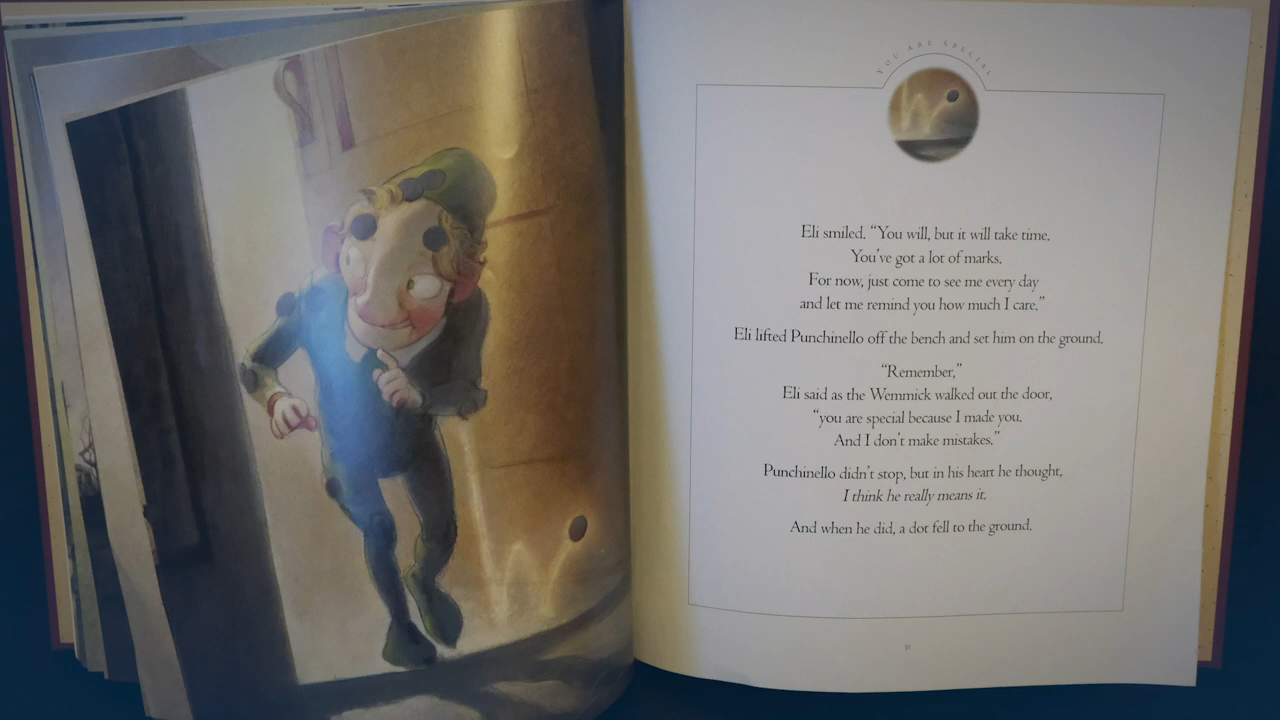 YOU ARE SPECIAL
Eli smiled. “You will, but it will take time.
You’ve got a lot of marks.
For now, just come to see me every day
and let me remind you how much I care.”
Eli lifted Punchinello off the bench and set him on the ground.
“Remember,”
Eli said as the Wemmick walked out the door,
“you are special because I made you.
And I don’t make mistakes.”
Punchinello didn’t stop, but in his heart he thought,
I think he really means it.
And when he did, a dot fell to the ground.